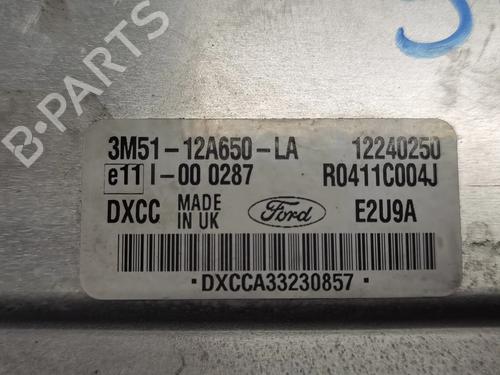 B-PARTS
3M51-12A650-LA 12240250
e11 I-00 0287 R0411C004J
DXCC MADE IN UK Ford E2U9A
DXCCA33230857